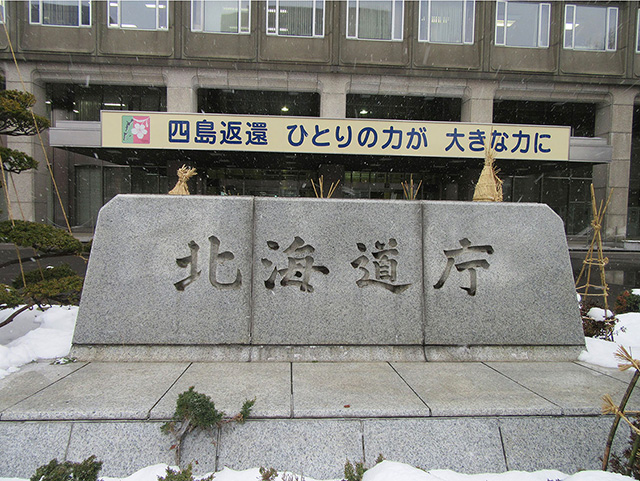 四島返還 ひとりの力が 大きな力に
北海道庁